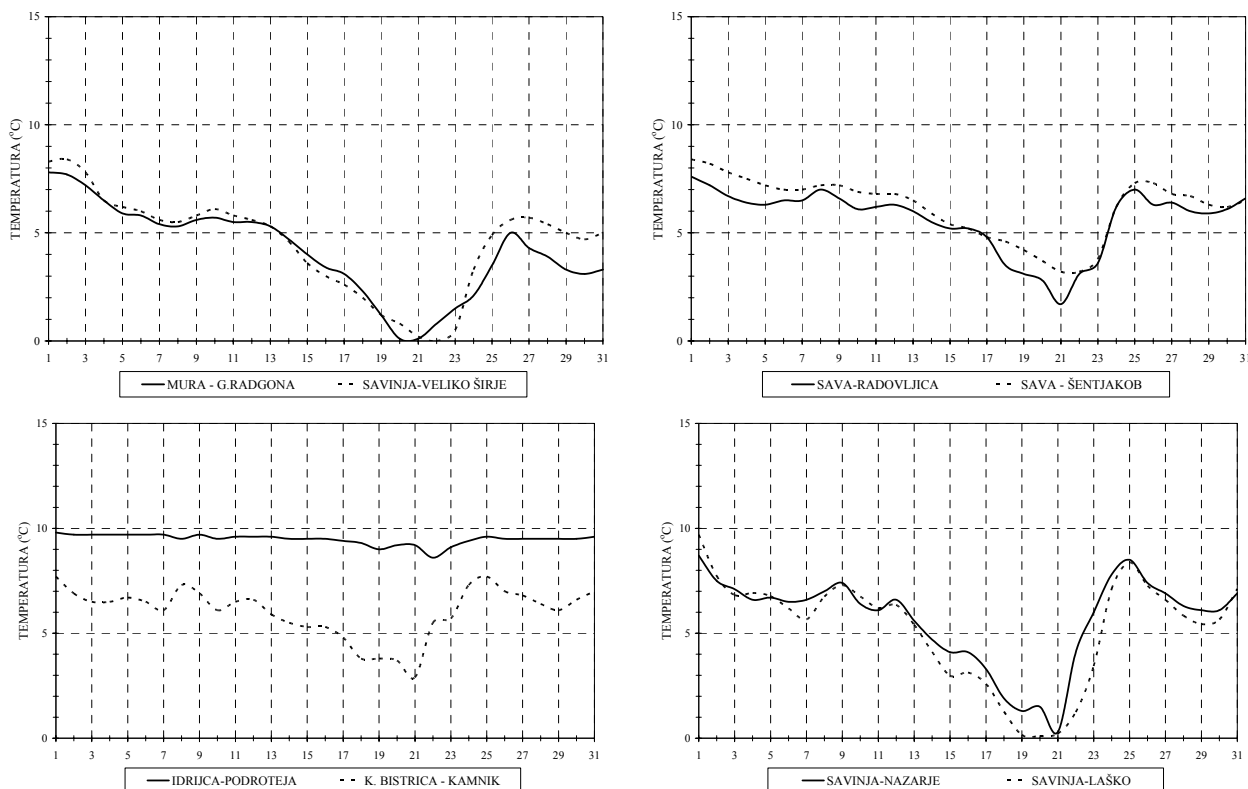 15
10
5
0
TEMPERATURA (°C)
1 3 5 7 9 11 13 15 17 19 21 23 25 27 29 31
MURA - G.RADGONA SAVINJA-VELIKO ŠIRJE
15
10
5
0
TEMPERATURA (°C)
1 3 5 7 9 11 13 15 17 19 21 23 25 27 29 31
SAVA-RADOVLJICA SAVA - ŠENTJAKOB
15
10
5
0
TEMPERATURA (°C)
1 3 5 7 9 11 13 15 17 19 21 23 25 27 29 31
IDRIJCA-PODROTEJA K. BISTRICA - KAMNIK
15
10
5
0
TEMPERATURA (°C)
1 3 5 7 9 11 13 15 17 19 21 23 25 27 29 31
SAVINJA-NAZARJE SAVINJA-LAŠKO